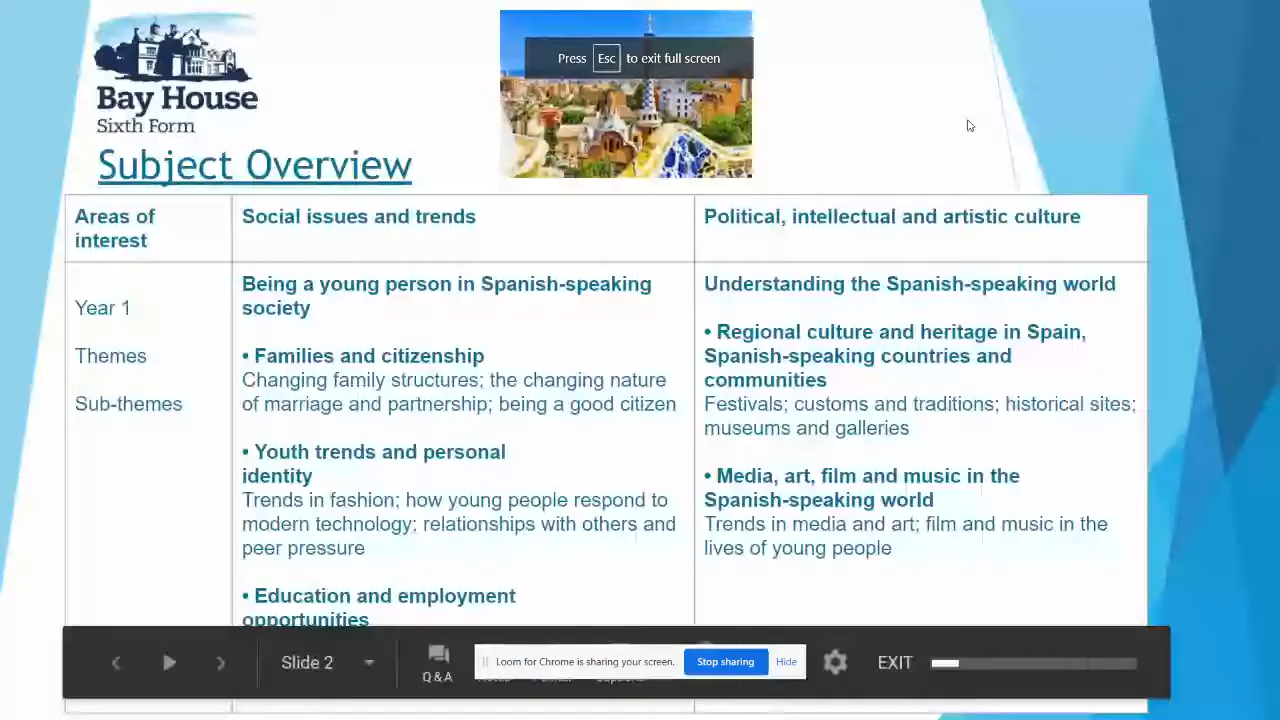 Bay House
Sixth Form
Press Esc to exit full screen
Subject Overview
Areas of
interest
Social issues and trends
Political, intellectual and artistic culture
Year 1
Themes
Sub-themes
Being a young person in Spanish-speaking
society
• Families and citizenship
Changing family structures; the changing nature
of marriage and partnership; being a good citizen
• Youth trends and personal
identity
Trends in fashion; how young people respond to
modern technology; relationships with others and
peer pressure
• Education and employment
opportunities
Understanding the Spanish-speaking world
• Regional culture and heritage in Spain,
Spanish-speaking countries and
communities
Festivals; customs and traditions; historical sites;
museums and galleries
• Media, art, film and music in the
Spanish-speaking world
Trends in media and art; film and music in the
lives of young people
Slide 2
Q&A
Loom for Chrome is sharing your screen.
Stop sharing
Hide
EXIT